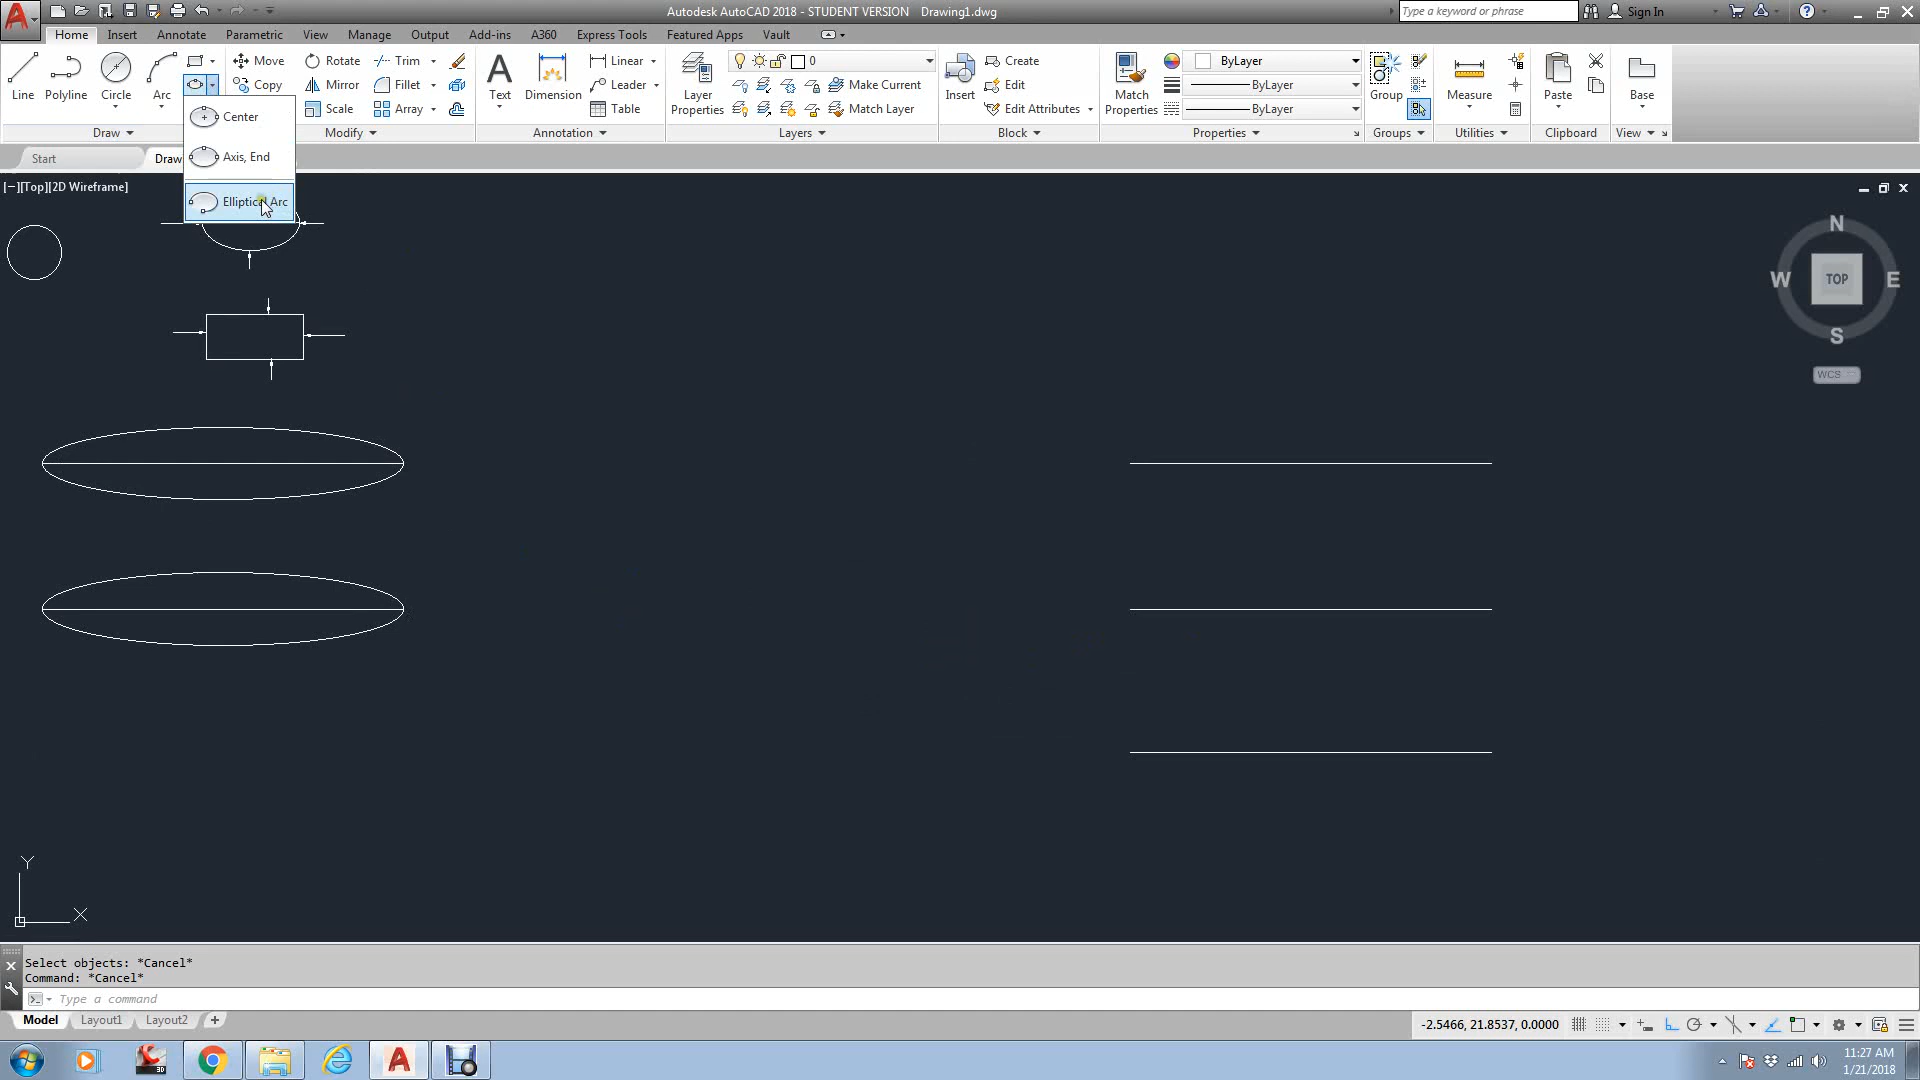 Autodesk AutoCAD 2018 - STUDENT VERSION Drawing1.dwg
Type a keyword or phrase
Sign In
Home Insert Annotate Parametric View Manage Output Add-ins A360 Express Tools Featured Apps Vault
Line Polyline Circle Arc
Move Rotate Trim
Copy Mirror Fillet
Scale Array
Text Dimension
Linear
Leader
Table
Layer
Properties
0
Make Current
Match Layer
Insert
Create
Edit
Edit Attributes
Match
Properties
ByLayer
ByLayer
ByLayer
Group
Measure
Paste
Base
Draw Modify Annotation Layers Block Properties Groups Utilities Clipboard View
Center
Axis, End
Elliptical Arc
Start Draw
[−][Top][2D Wireframe]
N
W TOP E
S
WCS
Y
X
Select objects: *Cancel*
Command: *Cancel*
Type a command
Model Layout1 Layout2
-2.5466, 21.8537, 0.0000
11:27 AM
1/21/2018